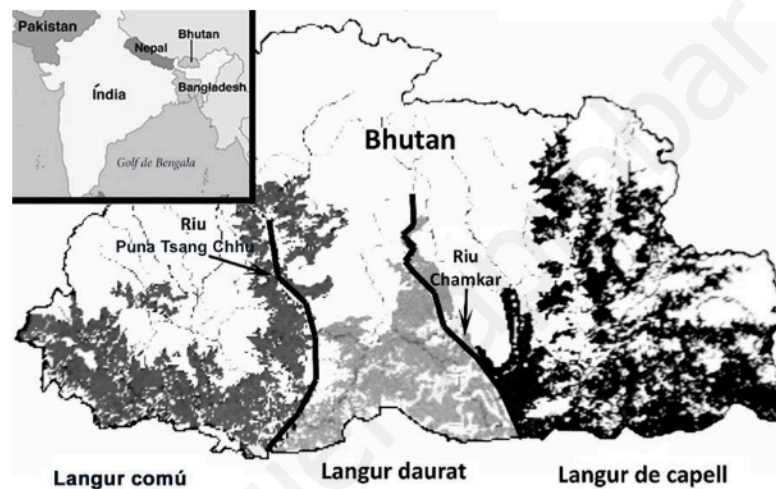 Pakistan
Nepal
Bhutan
Índia
Bangladesh
Golf de Bengala
Bhutan
Riu
Puna Tsang Chhu
Riu
Chamkar
Langur comú
Langur daurat
Langur de capell